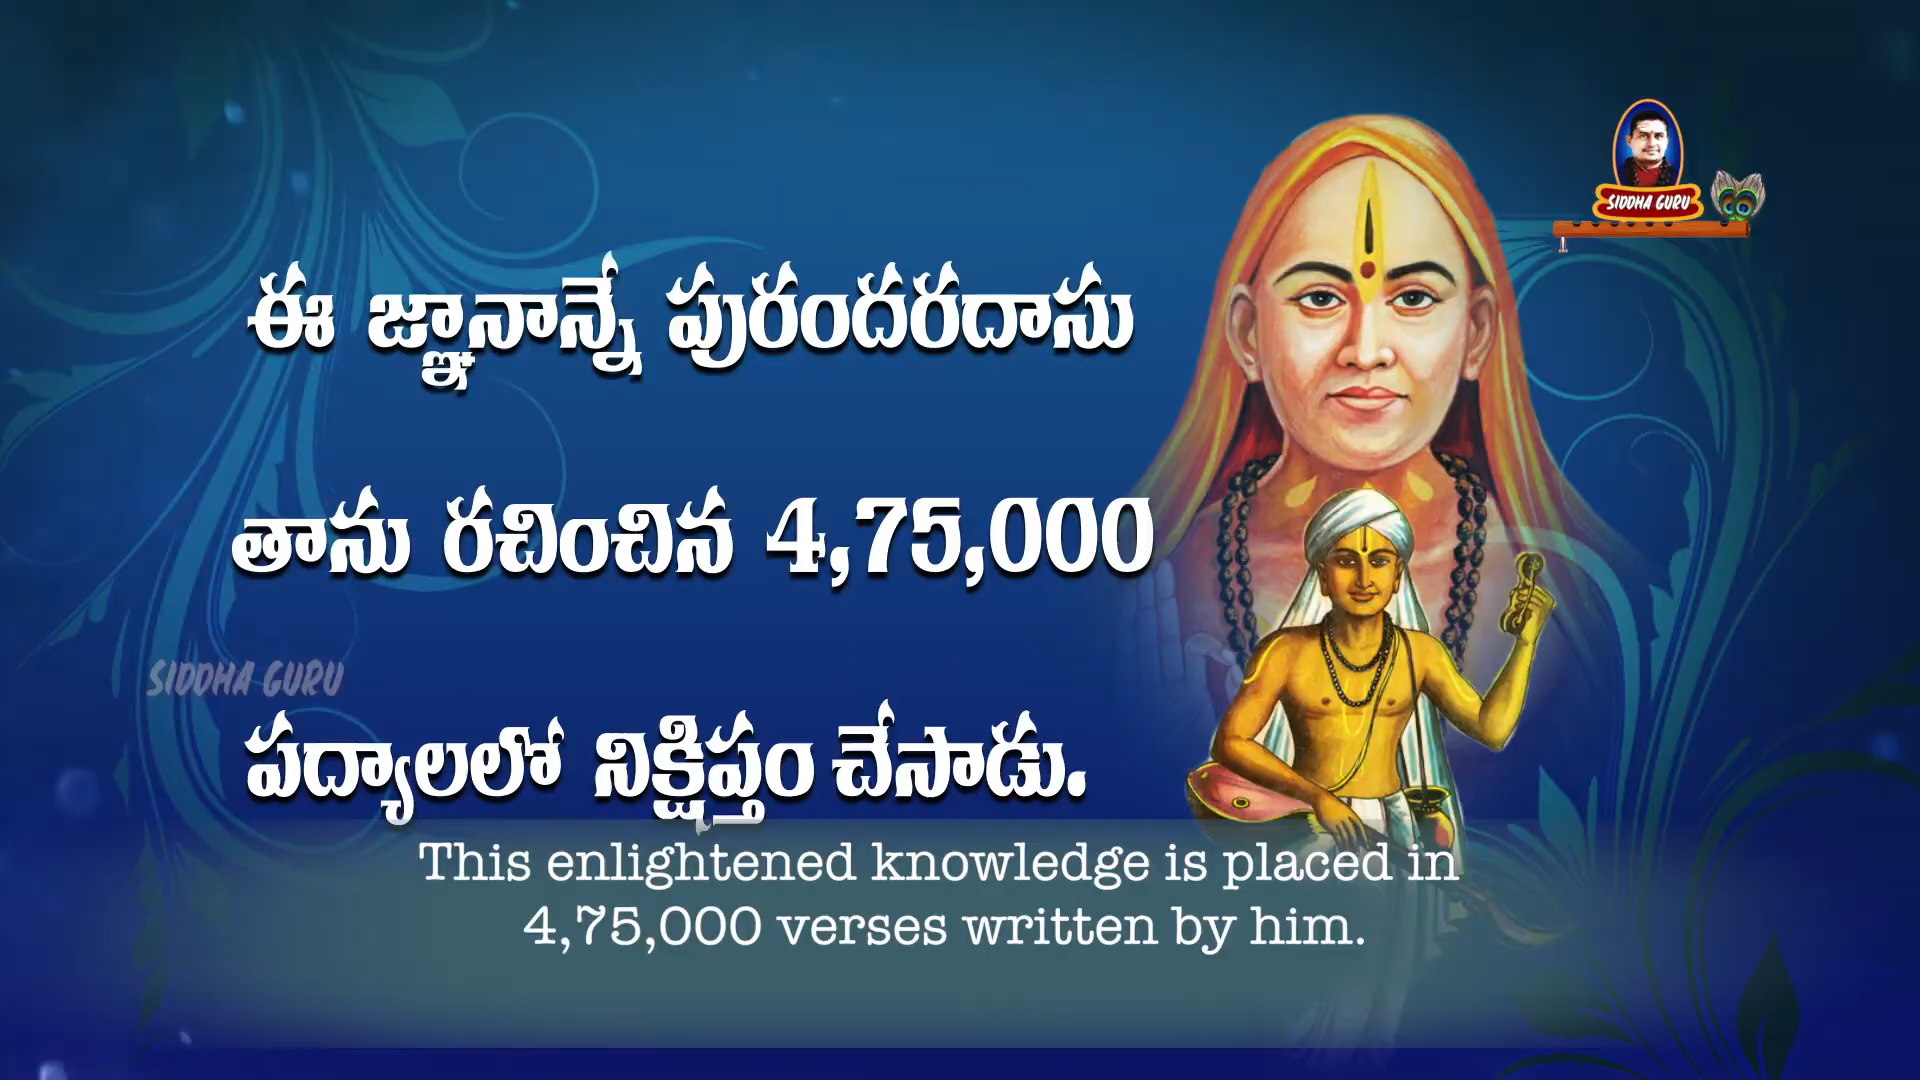 SIDDHA GURU
ఈ జ్ఞానాన్నే పురందరదాసు
తాను రచించిన 4,75,000
SIDDHA GURU
పద్యాలలో నిక్షిప్తం చేసాడు.
This enlightened knowledge is placed in
4,75,000 verses written by him.